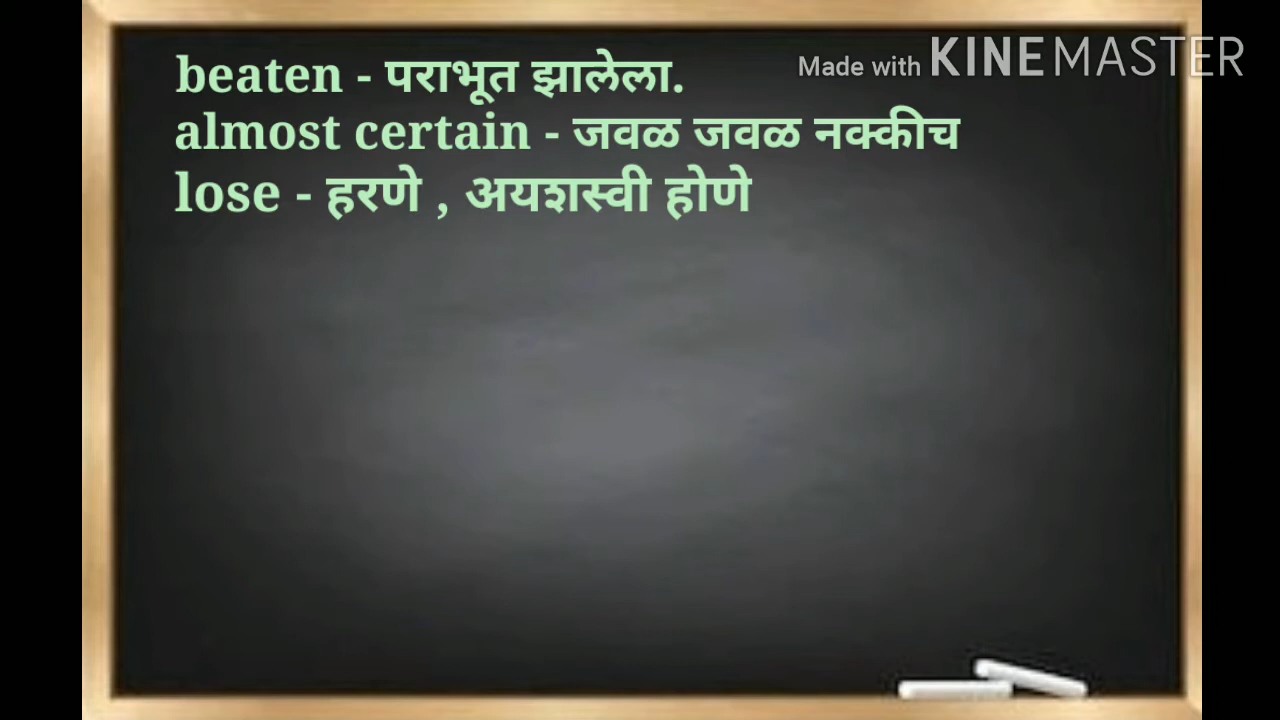 beaten - पराभूत झालेला.
Made with KINEMASTER
almost certain - जवळ जवळ नक्कीच
lose - हरणे , अयशस्वी होणे